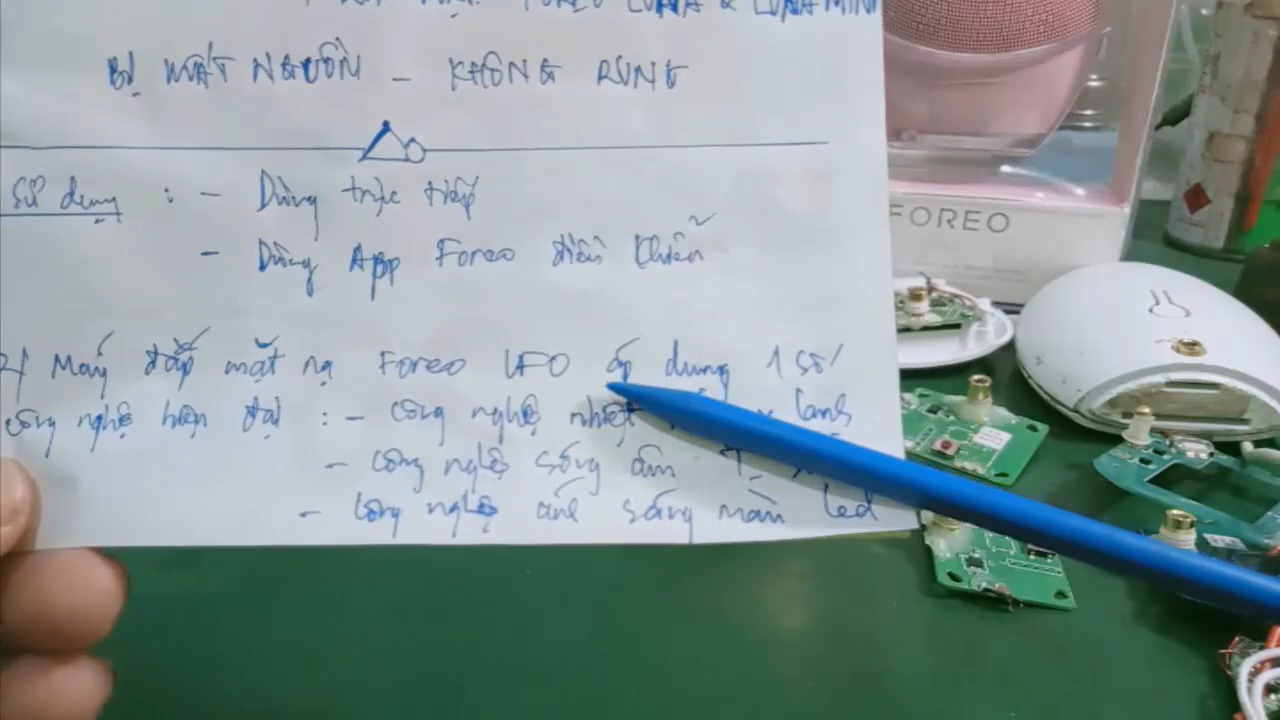 FOREO LUNA & LUNA MINI
BỊ MẤT NGUỒN - KHÔNG RUNG
Sử dụng : - Dùng trực tiếp
- Dùng App Foreo điều khiển
2/ Máy đắp mặt nạ Foreo UFO áp dụng 1 số
công nghệ hiện đại : - Công nghệ nhiệt lạnh
- công nghệ sóng âm T
- Công nghệ ánh sáng màu led
FOREO